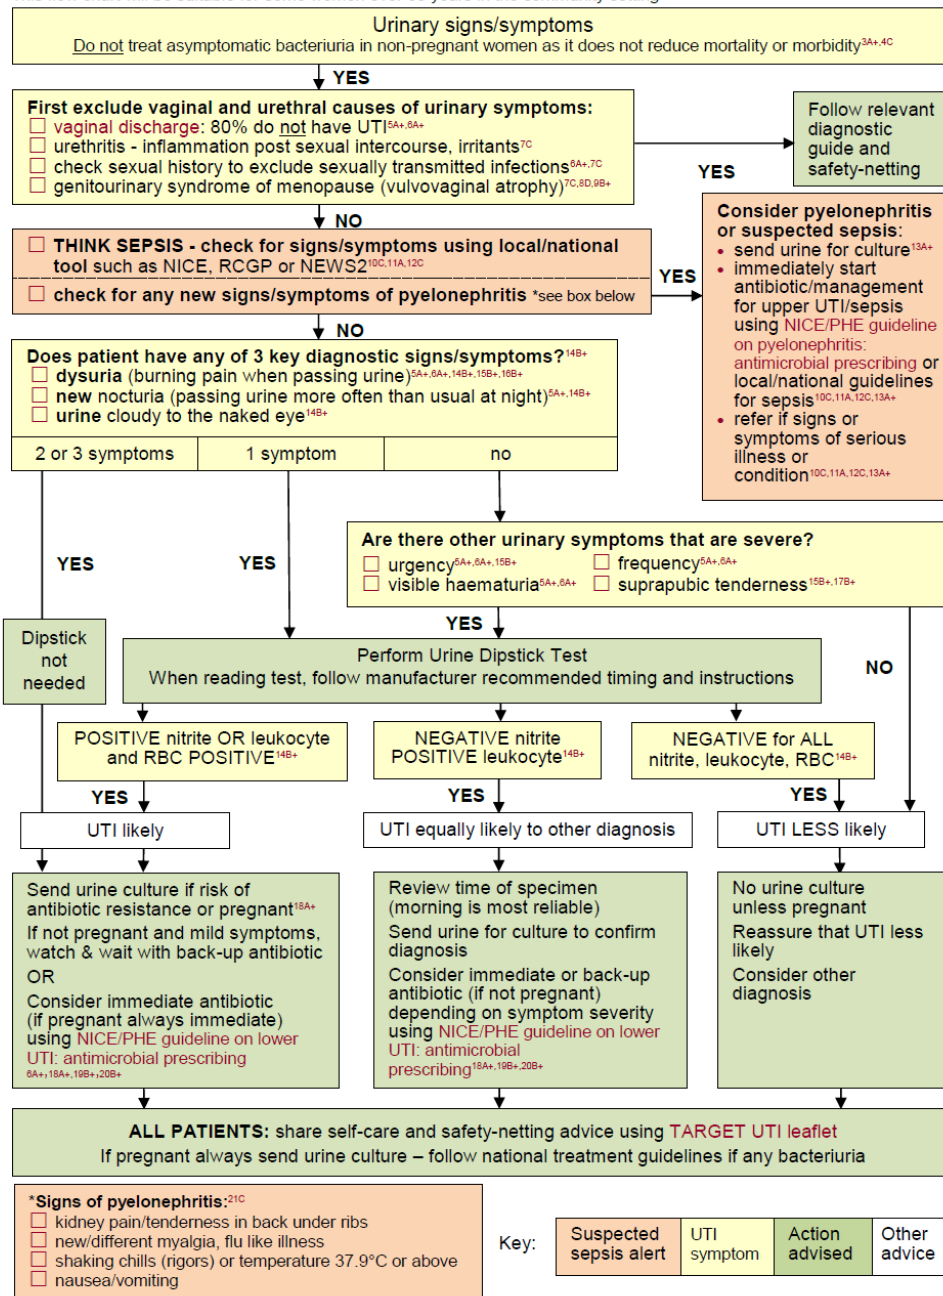 Urinary signs/symptoms
Do not treat asymptomatic bacteriuria in non-pregnant women as it does not reduce mortality or morbidity3A+,4C
YES
First exclude vaginal and urethral causes of urinary symptoms:
☐ vaginal discharge: 80% do not have UTI5A+,6A+
☐ urethritis - inflammation post sexual intercourse, irritants7C
☐ check sexual history to exclude sexually transmitted infections6A+,7C
☐ genitourinary syndrome of menopause (vulvovaginal atrophy)7C,8D,9B+
YES
Follow relevant
diagnostic
guide and
safety-netting
NO
☐ THINK SEPSIS - check for signs/symptoms using local/national
tool such as NICE, RCGP or NEWS210C,11A,12C
☐ check for any new signs/symptoms of pyelonephritis *see box below
YES
Consider pyelonephritis
or suspected sepsis:
• send urine for culture13A+
• immediately start
antibiotic/management
for upper UTI/sepsis
using NICE/PHE guideline
on pyelonephritis:
antimicrobial prescribing or
local/national guidelines
for sepsis10C,11A,12C,13A+
• refer if signs or
symptoms of serious
illness or
condition10C,11A,12C,13A+
NO
Does patient have any of 3 key diagnostic signs/symptoms?14B+
☐ dysuria (burning pain when passing urine)5A+,6A+,14B+,15B+,16B+
☐ new nocturia (passing urine more often than usual at night)5A+,14B+
☐ urine cloudy to the naked eye14B+
2 or 3 symptoms
1 symptom
no
YES
YES
Are there other urinary symptoms that are severe?
☐ urgency5A+,6A+,15B+ ☐ frequency5A+,6A+
☐ visible haematuria5A+,6A+ ☐ suprapubic tenderness15B+,17B+
YES
NO
Dipstick
not
needed
Perform Urine Dipstick Test
When reading test, follow manufacturer recommended timing and instructions
POSITIVE nitrite OR leukocyte
and RBC POSITIVE14B+
NEGATIVE nitrite
POSITIVE leukocyte14B+
NEGATIVE for ALL
nitrite, leukocyte, RBC14B+
YES
YES
YES
UTI likely
UTI equally likely to other diagnosis
UTI LESS likely
Send urine culture if risk of
antibiotic resistance or pregnant18A+
If not pregnant and mild symptoms,
watch & wait with back-up antibiotic
OR
Consider immediate antibiotic
(if pregnant always immediate)
using NICE/PHE guideline on lower
UTI: antimicrobial prescribing
6A+,18A+,19B+,20B+
Review time of specimen
(morning is most reliable)
Send urine for culture to confirm
diagnosis
Consider immediate or back-up
antibiotic (if not pregnant)
depending on symptom severity
using NICE/PHE guideline on lower
UTI: antimicrobial
prescribing18A+,19B+,20B+
No urine culture
unless pregnant
Reassure that UTI less
likely
Consider other
diagnosis
ALL PATIENTS: share self-care and safety-netting advice using TARGET UTI leaflet
If pregnant always send urine culture – follow national treatment guidelines if any bacteriuria
*Signs of pyelonephritis:21C
☐ kidney pain/tenderness in back under ribs
☐ new/different myalgia, flu like illness
☐ shaking chills (rigors) or temperature 37.9°C or above
☐ nausea/vomiting
Key:
Suspected
sepsis alert
UTI
symptom
Action
advised
Other
advice